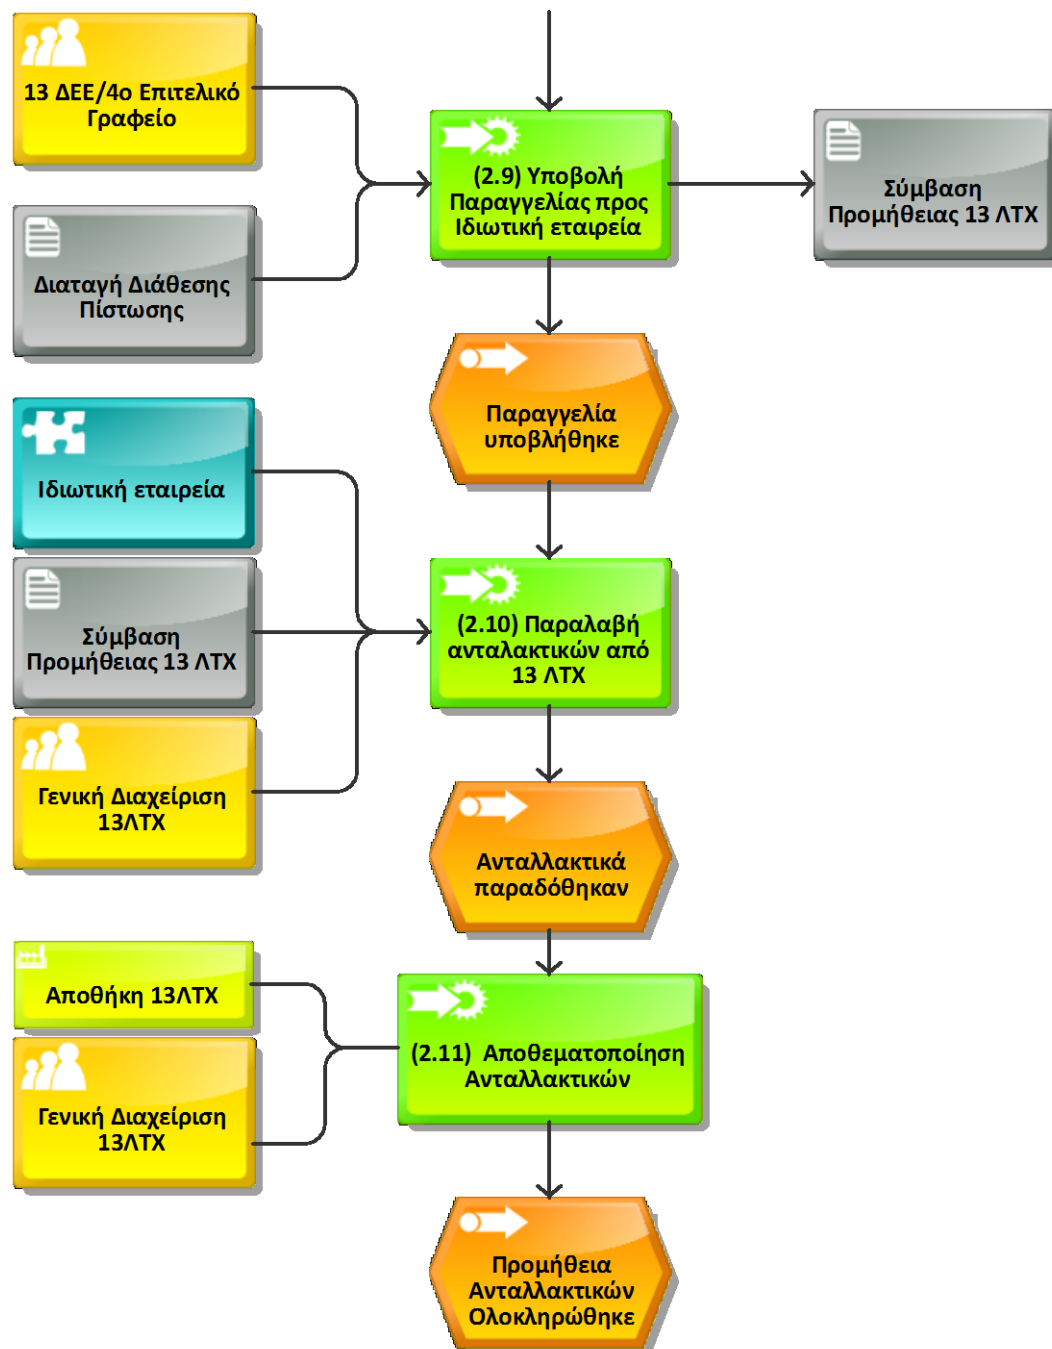 13 ΔΕΕ/4ο Επιτελικό
Γραφείο
(2.9) Υποβολή
Παραγγελίας προς
Ιδιωτική εταιρεία
Σύμβαση
Προμήθειας 13 ΛΤΧ
Διαταγή Διάθεσης
Πίστωσης
Παραγγελία
υποβλήθηκε
Ιδιωτική εταιρεία
Σύμβαση
Προμήθειας 13 ΛΤΧ
(2.10) Παραλαβή
ανταλακτικών από
13 ΛΤΧ
Γενική Διαχείριση
13ΛΤΧ
Ανταλλακτικά
παραδόθηκαν
Αποθήκη 13ΛΤΧ
(2.11) Αποθεματοποίηση
Ανταλλακτικών
Γενική Διαχείριση
13ΛΤΧ
Προμήθεια
Ανταλλακτικών
Ολοκληρώθηκε